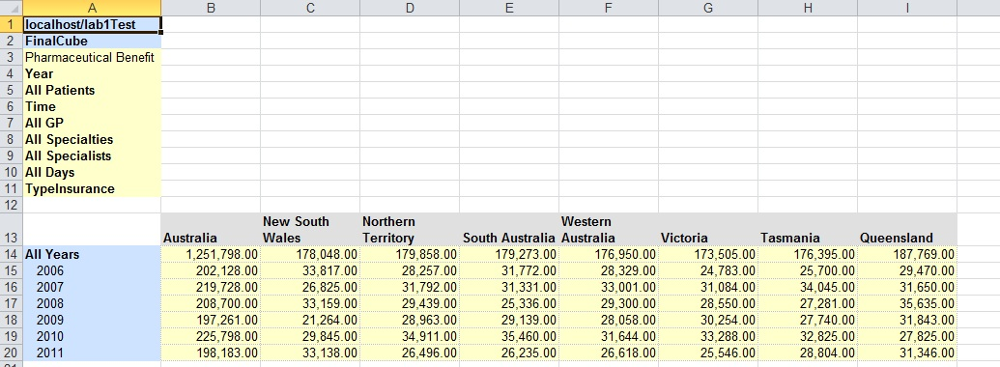 A B C D E F G H I
1 localhost/lab1Test
2 FinalCube
3 Pharmaceutical Benefit
4 Year
5 All Patients
6 Time
7 All GP
8 All Specialties
9 All Specialists
10 All Days
11 TypeInsurance
12
New South Northern Western
13 Australia Wales Territory South Australia Australia Victoria Tasmania Queensland
14 All Years 1,251,798.00 178,048.00 179,858.00 179,273.00 176,950.00 173,505.00 176,395.00 187,769.00
15 2006 202,128.00 33,817.00 28,257.00 31,772.00 28,329.00 24,783.00 25,700.00 29,470.00
16 2007 219,728.00 26,825.00 31,792.00 31,331.00 33,001.00 31,084.00 34,045.00 31,650.00
17 2008 208,700.00 33,159.00 29,439.00 25,336.00 29,300.00 28,550.00 27,281.00 35,635.00
18 2009 197,261.00 21,264.00 28,963.00 29,139.00 28,058.00 30,254.00 27,740.00 31,843.00
19 2010 225,798.00 29,845.00 34,911.00 35,460.00 31,644.00 33,288.00 32,825.00 27,825.00
20 2011 198,183.00 33,138.00 26,496.00 26,235.00 26,618.00 25,546.00 28,804.00 31,346.00